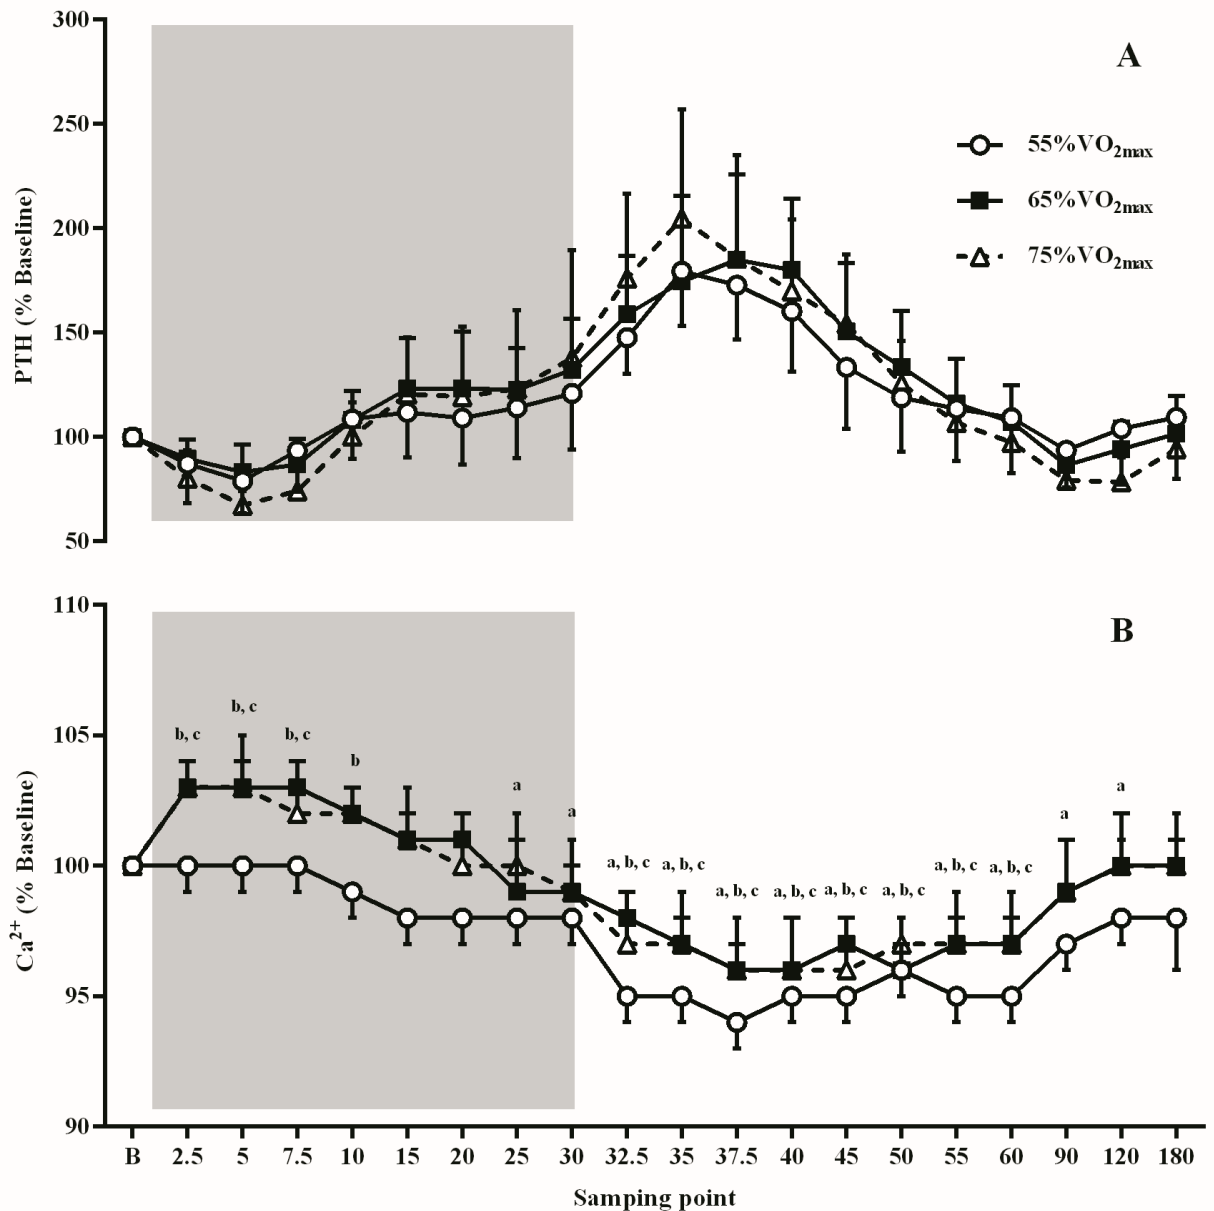 300
A
250
200
150
100
50
PTH (% Baseline)
55%VO2max
65%VO2max
75%VO2max
110
B
105
100
95
90
Ca2+ (% Baseline)
b, c
b, c
b, c
b
a
a
a, b, c
a, b, c
a, b, c
a, b, c
a, b, c
a, b, c
a, b, c
a, b, c
a
a
B 2.5 5 7.5 10 15 20 25 30 32.5 35 37.5 40 45 50 55 60 90 120 180
Samping point